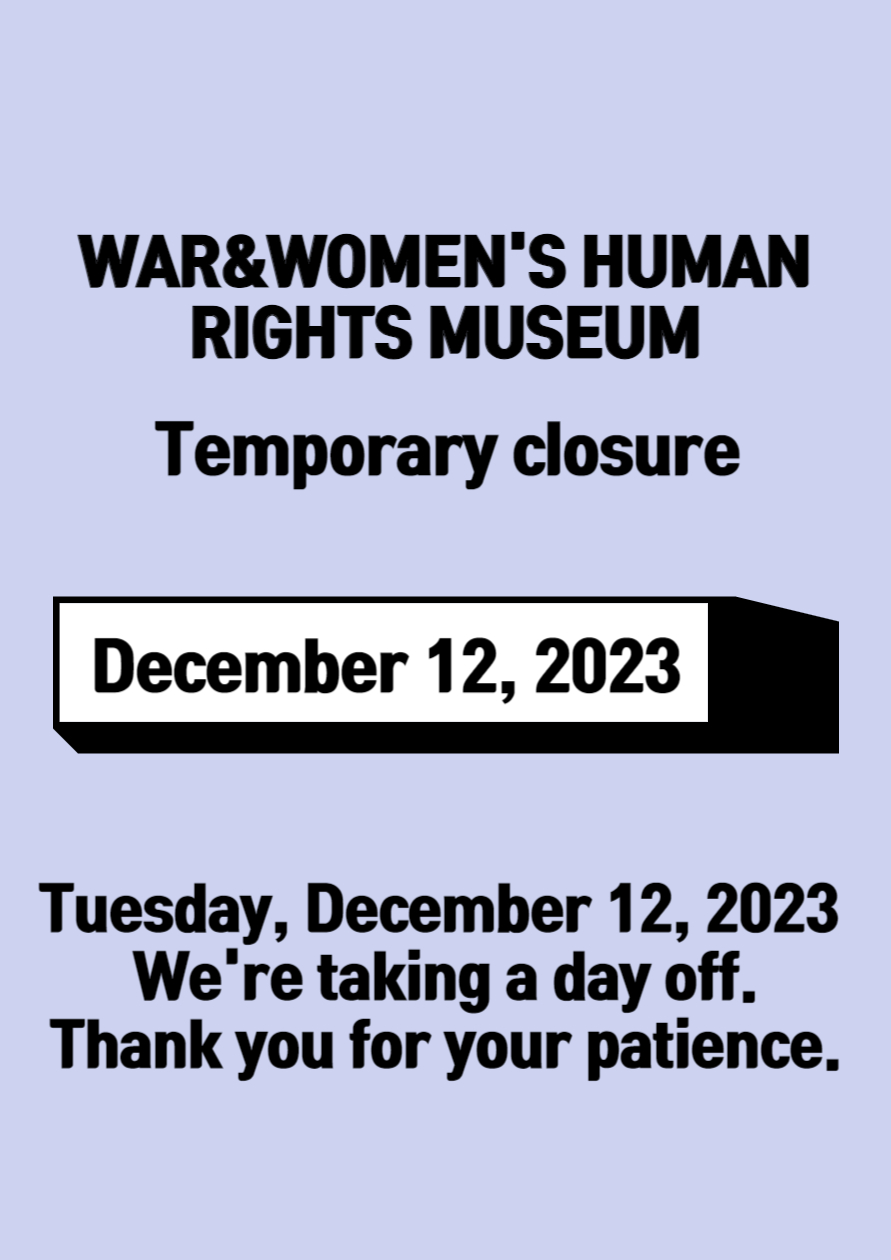 WAR&WOMEN'S HUMAN
RIGHTS MUSEUM
Temporary closure
December 12, 2023
Tuesday, December 12, 2023
We're taking a day off.
Thank you for your patience.